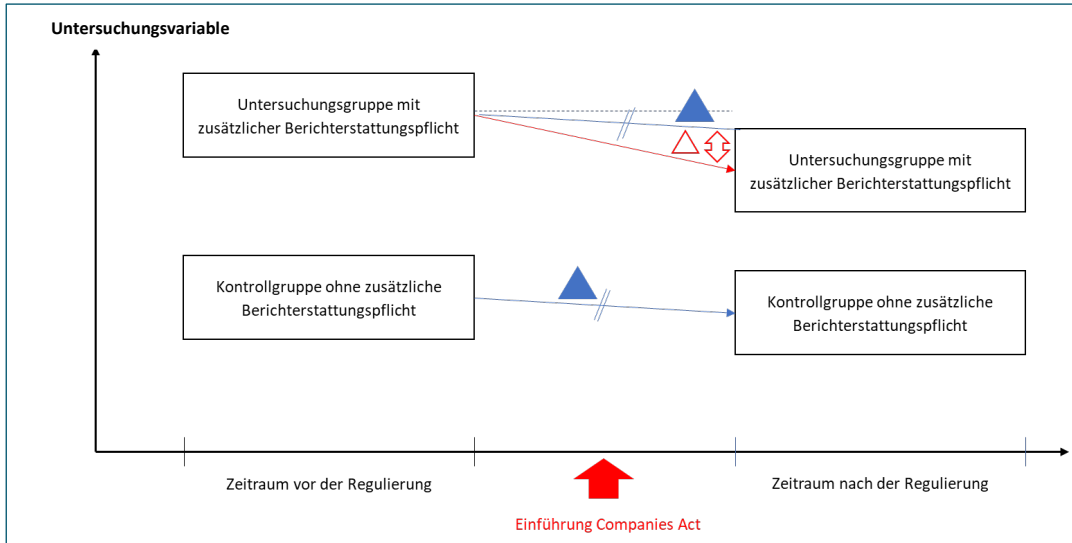 Untersuchungsvariable
Untersuchungsgruppe mit
zusätzlicher Berichterstattungspflicht
Untersuchungsgruppe mit
zusätzlicher Berichterstattungspflicht
Kontrollgruppe ohne zusätzliche
Berichterstattungspflicht
Kontrollgruppe ohne zusätzliche
Berichterstattungspflicht
Zeitraum vor der Regulierung
Zeitraum nach der Regulierung
Einführung Companies Act